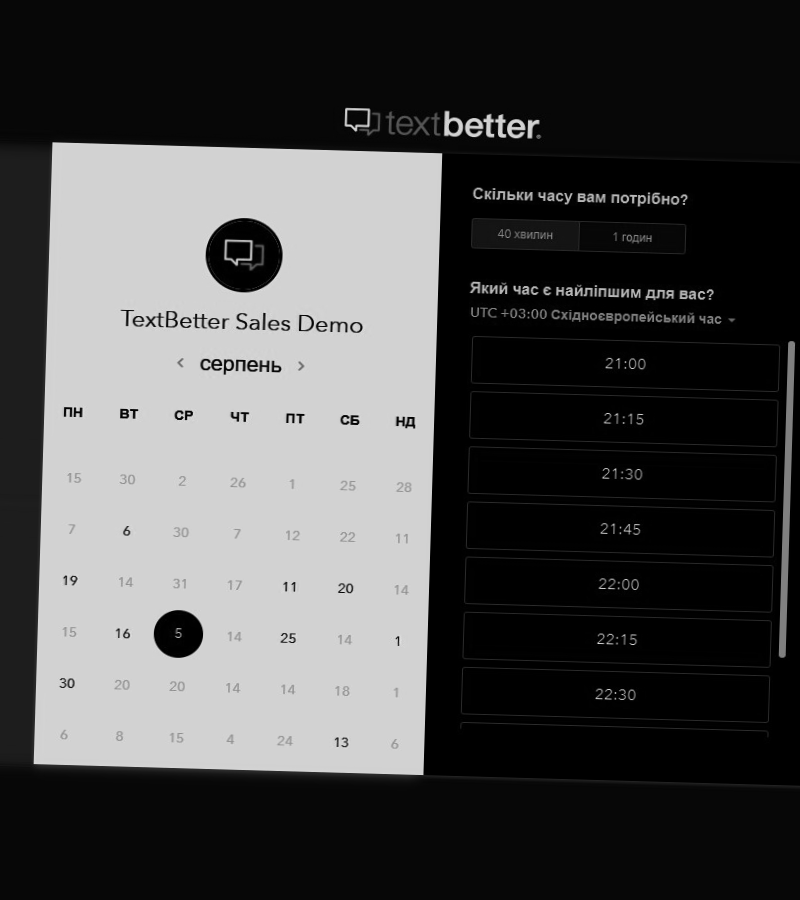 textbetter.
TextBetter Sales Demo
серпень
ПН ВТ СР ЧТ ПТ СБ НД
15 30 2 26 1 25 28
7 6 30 7 12 22 11
19 14 31 17 11 20 14
15 16 5 14 25 14 1
30 20 20 14 14 18 1
6 8 15 4 24 13 6
Скільки часу вам потрібно?
40 хвилин 1 годин
Який час є найліпшим для вас?
UTC +03:00 Східноєвропейський час
21:00
21:15
21:30
21:45
22:00
22:15
22:30